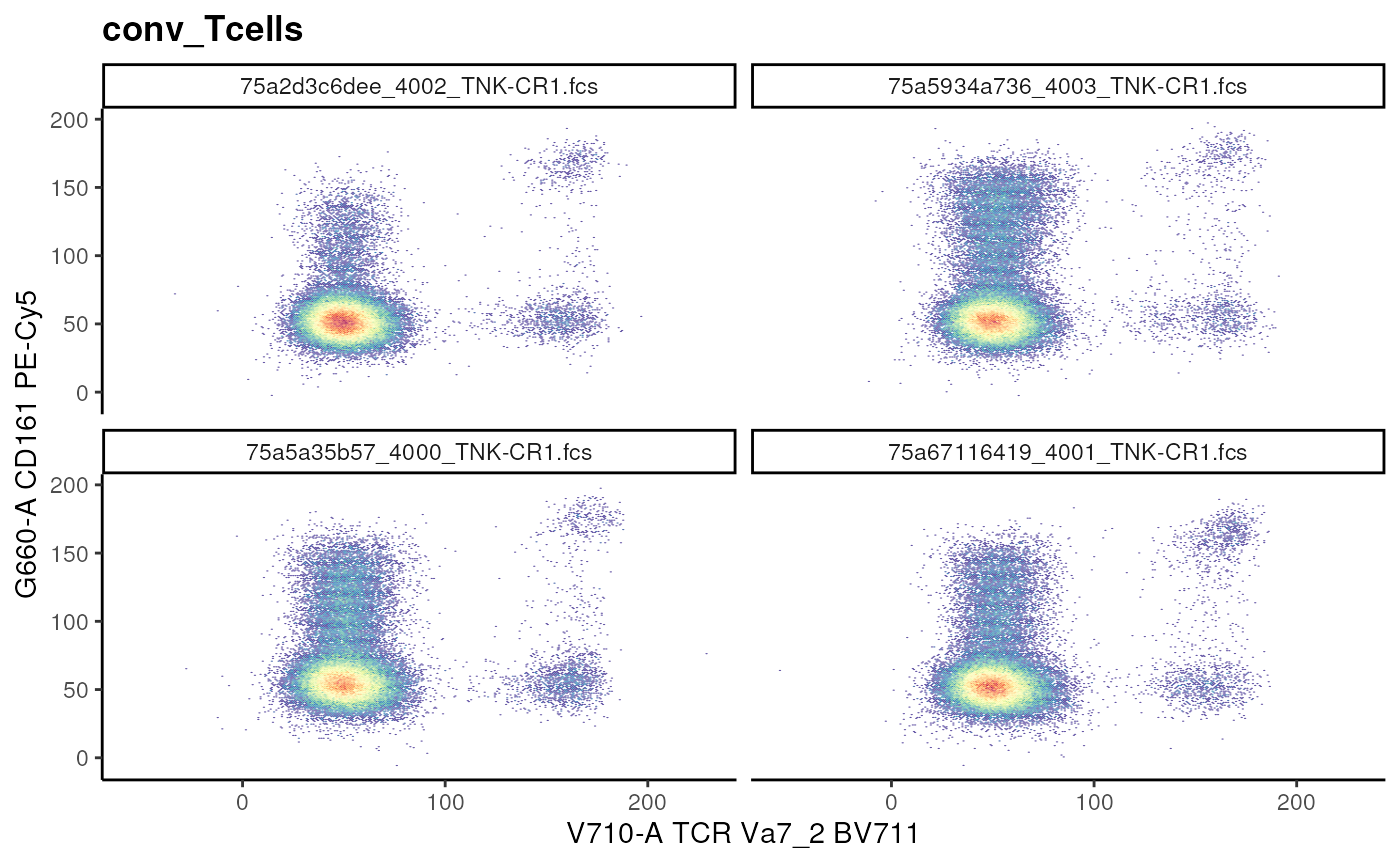 conv_Tcells
75a2d3c6dee_4002_TNK-CR1.fcs
75a5934a736_4003_TNK-CR1.fcs
200
150
100
50
0
75a5a35b57_4000_TNK-CR1.fcs
75a67116419_4001_TNK-CR1.fcs
200
150
100
50
0
G660-A CD161 PE-Cy5
0 100 200
0 100 200
V710-A TCR Va7_2 BV711